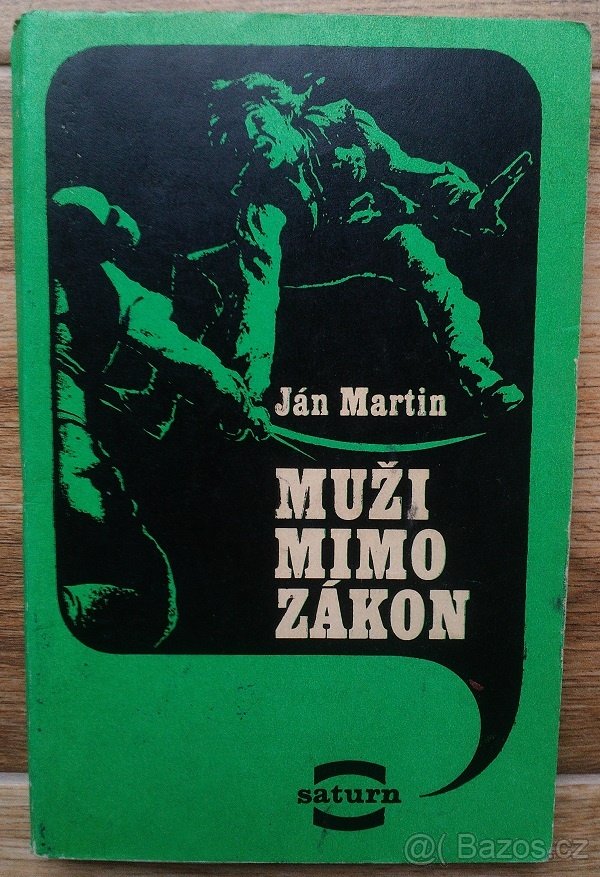 Ján Martin
MUŽI
MIMO
ZÁKON
saturn
@( Bazos.cz